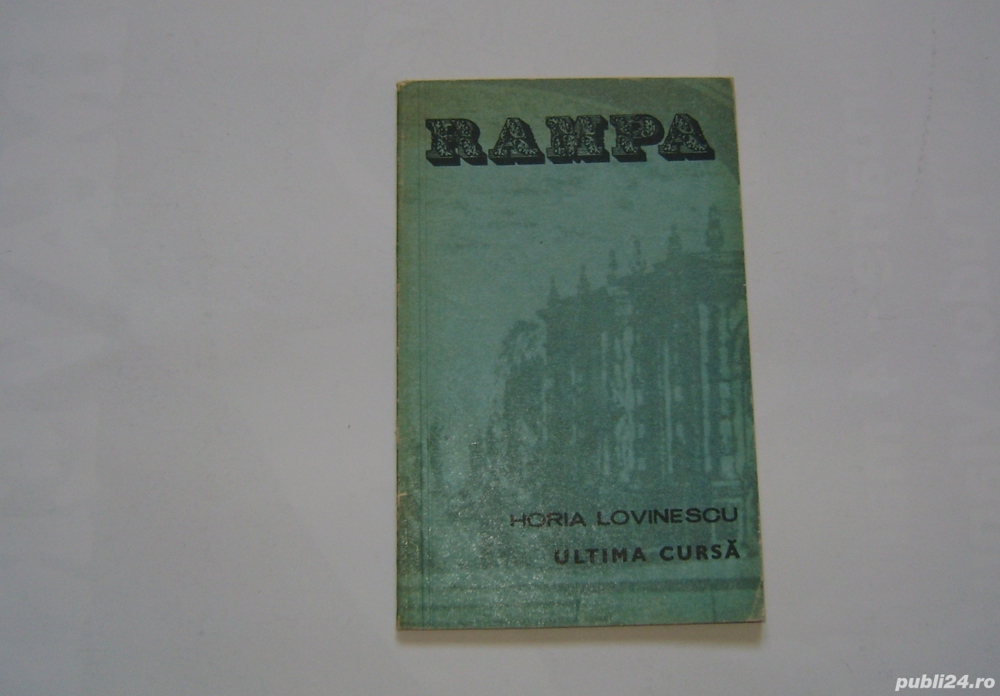 RAMPA
HORIA LOVINESCU
ULTIMA CURSĂ
publi24.ro